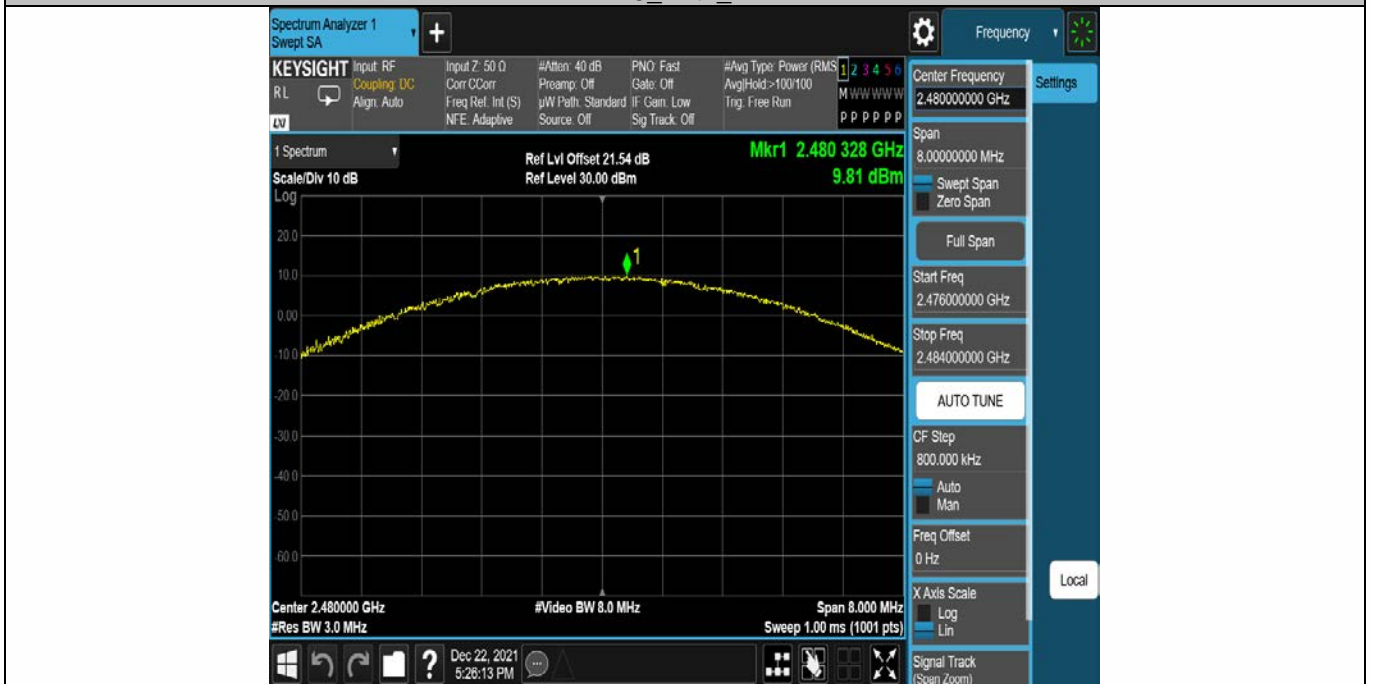 Spectrum Analyzer 1
Swept SA
+
Frequency
KEYSIGHT
RL
LXI
Input: RF
Coupling: DC
Align: Auto
Input Z: 50 Ω
Corr CCorr
Freq Ref: Int (S)
NFE: Adaptive
#Atten: 40 dB
Preamp: Off
µW Path: Standard
Source: Off
PNO: Fast
Gate: Off
IF Gain: Low
Sig Track: Off
#Avg Type: Power (RMS
Avg|Hold:>100/100
Trig: Free Run
1 2 3 4 5 6
M W W W W W
P P P P P P
1 Spectrum
Scale/Div 10 dB
Log
Ref Lvl Offset 21.54 dB
Ref Level 30.00 dBm
Mkr1 2.480 328 GHz
9.81 dBm
1
20.0
10.0
0.00
-10.0
-20.0
-30.0
-40.0
-50.0
-60.0
Center 2.480000 GHz
#Res BW 3.0 MHz
#Video BW 8.0 MHz
Span 8.000 MHz
Sweep 1.00 ms (1001 pts)
Center Frequency
2.480000000 GHz
Settings
Span
8.00000000 MHz
Swept Span
Zero Span
Full Span
Start Freq
2.476000000 GHz
Stop Freq
2.484000000 GHz
AUTO TUNE
CF Step
800.000 kHz
Auto
Man
Freq Offset
0 Hz
Local
X Axis Scale
Log
Lin
Signal Track
(Span Zoom)
?
Dec 22, 2021
5:26:13 PM